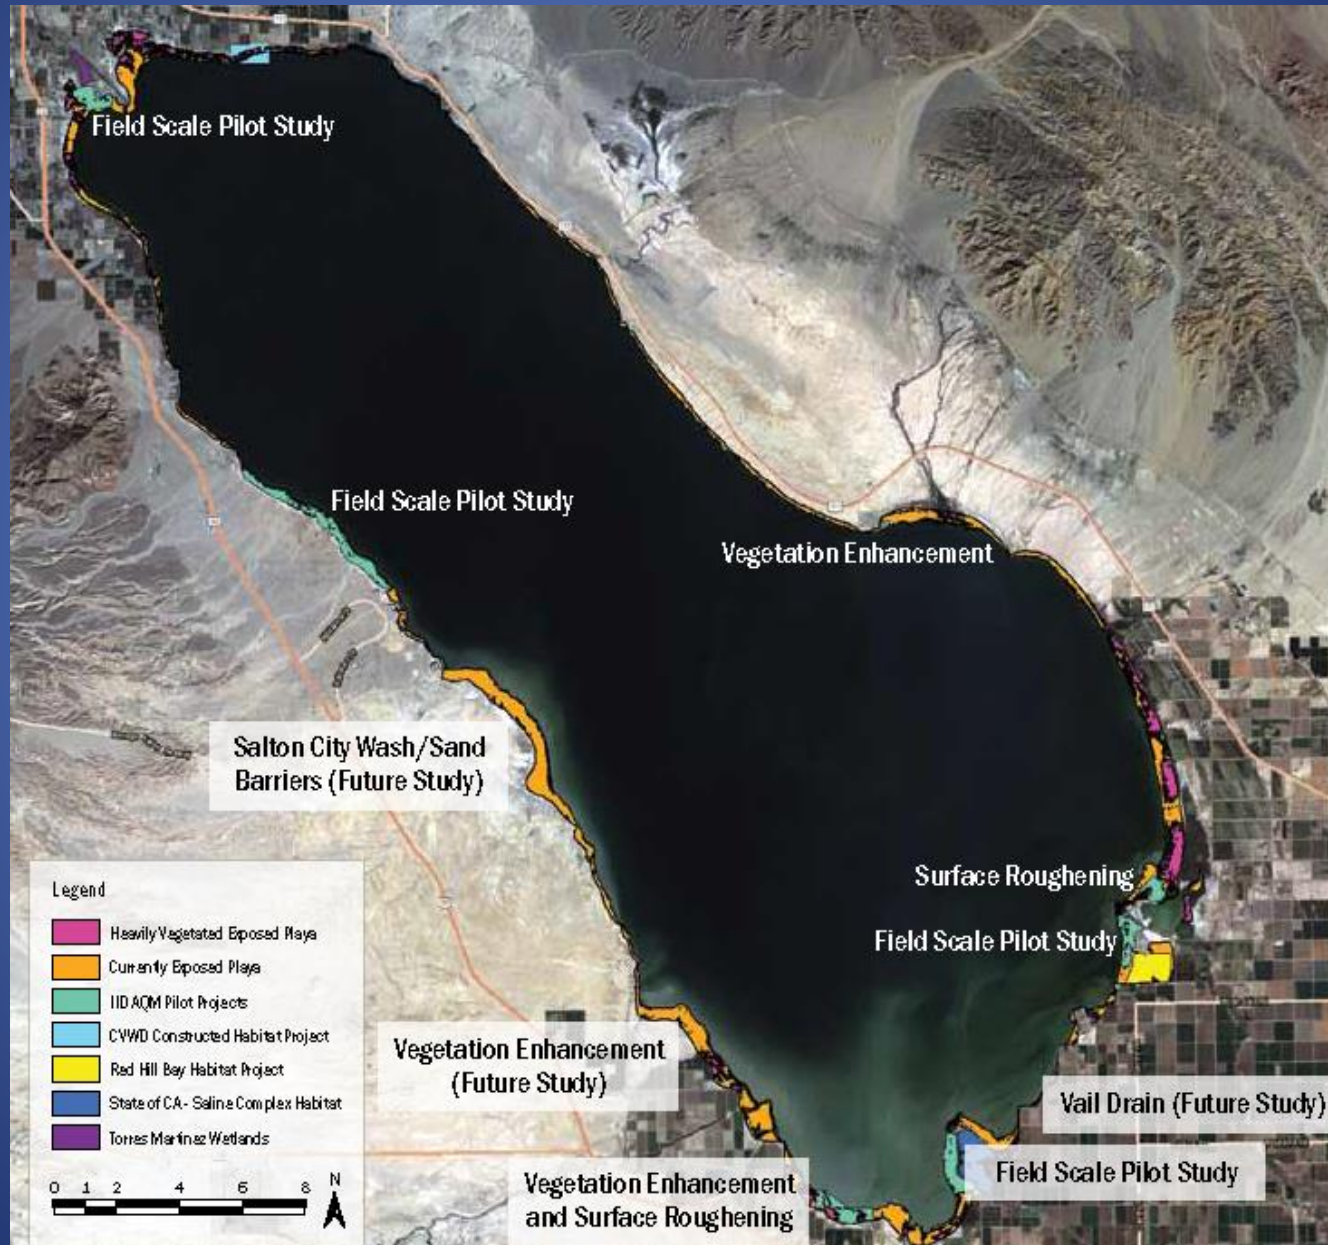 Field Scale Pilot Study
Field Scale Pilot Study
Vegetation Enhancement
Salton City Wash/Sand
Barriers (Future Study)
Surface Roughening
Field Scale Pilot Study
Vegetation Enhancement
(Future Study)
Vail Drain (Future Study)
Field Scale Pilot Study
Vegetation Enhancement
and Surface Roughening
Legend
Heavily Vegetated Exposed Playa
Currently Exposed Playa
IID AQM Pilot Projects
CVWD Constructed Habitat Project
Red Hill Bay Habitat Project
State of CA - Saline Complex Habitat
Torres Martinez Wetlands
0 1 2 4 6 8
N